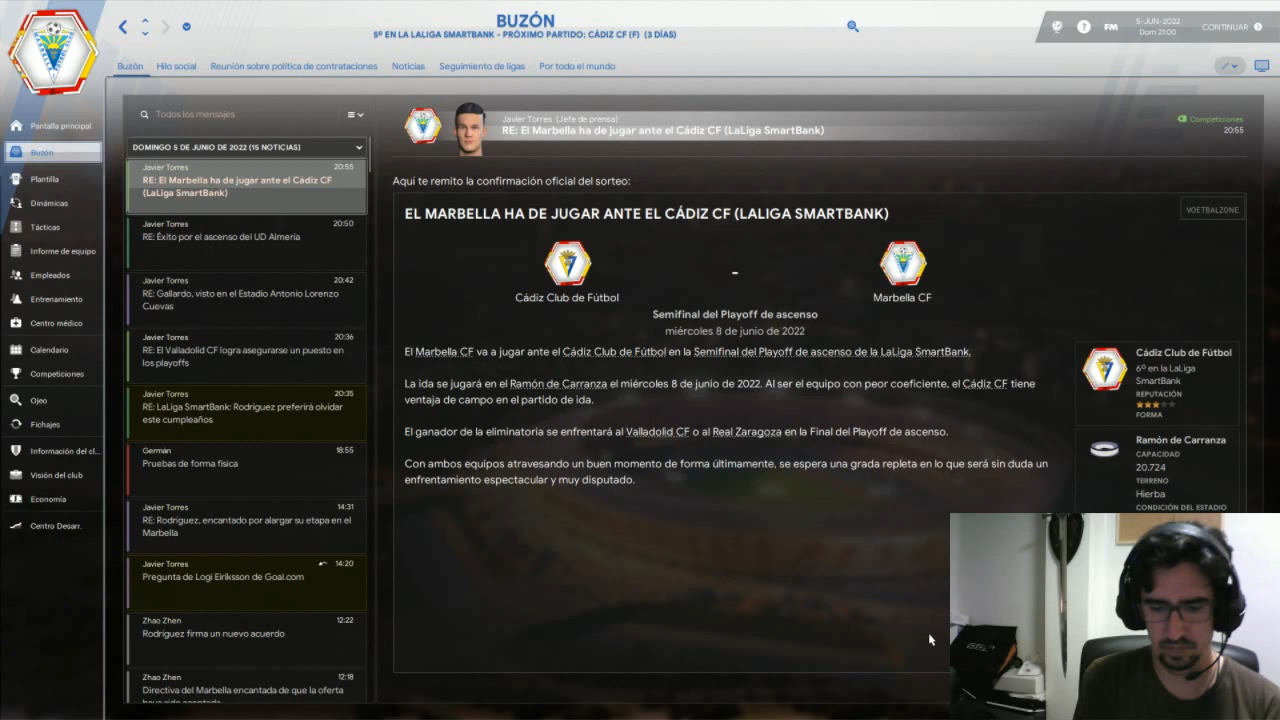 BUZÓN
5º EN LA LALIGA SMARTBANK - PRÓXIMO PARTIDO: CÁDIZ CF (F) (3 DÍAS)
FM
5-JUN-2022
Dom 21:00
CONTINUAR
Buzón
Hilo social
Reunión sobre política de contrataciones
Noticias
Seguimiento de ligas
Por todo el mundo
Pantalla principal
Buzón
Plantilla
Dinámicas
Tácticas
Informe de equipo
Empleados
Entrenamiento
Centro médico
Calendario
Competiciones
Ojeo
Fichajes
Información del cl...
Visión del club
Economía
Centro Desarr.
Todos los mensajes
DOMINGO 5 DE JUNIO DE 2022 (15 NOTICIAS)
Javier Torres 20:55
RE: El Marbella ha de jugar ante el Cádiz CF
(LaLiga SmartBank)
Javier Torres 20:50
RE: Éxito por el ascenso del UD Almería
Javier Torres 20:42
RE: Gallardo, visto en el Estadio Antonio Lorenzo
Cuevas
Javier Torres 20:36
RE: El Valladolid CF logra asegurarse un puesto en
los playoffs
Javier Torres 20:35
RE: LaLiga SmartBank: Rodríguez preferirá olvidar
este cumpleaños
Germán 18:55
Pruebas de forma física
Javier Torres 14:31
RE: Rodríguez, encantado por alargar su etapa en el
Marbella
Javier Torres 14:20
Pregunta de Logi Eiríksson de Goal.com
Zhao Zhen 12:22
Rodríguez firma un nuevo acuerdo
Zhao Zhen 12:18
Directiva del Marbella encantada de que la oferta
haya sido aceptada
Javier Torres (Jefe de prensa)
RE: El Marbella ha de jugar ante el Cádiz CF (LaLiga SmartBank)
Competiciones
20:55
Aquí te remito la confirmación oficial del sorteo:
EL MARBELLA HA DE JUGAR ANTE EL CÁDIZ CF (LALIGA SMARTBANK)
VOETBALZONE
-
Cádiz Club de Fútbol
Marbella CF
Semifinal del Playoff de ascenso
miércoles 8 de junio de 2022
El Marbella CF va a jugar ante el Cádiz Club de Fútbol en la Semifinal del Playoff de ascenso de la LaLiga SmartBank.
La ida se jugará en el Ramón de Carranza el miércoles 8 de junio de 2022. Al ser el equipo con peor coeficiente, el Cádiz CF tiene
ventaja de campo en el partido de ida.
El ganador de la eliminatoria se enfrentará al Valladolid CF o al Real Zaragoza en la Final del Playoff de ascenso.
Con ambos equipos atravesando un buen momento de forma últimamente, se espera una grada repleta en lo que será sin duda un
enfrentamiento espectacular y muy disputado.
Cádiz Club de Fútbol
6º en la LaLiga
SmartBank
REPUTACIÓN
FORMA
Ramón de Carranza
CAPACIDAD
20.724
TERRENO
Hierba
CONDICIÓN DEL ESTADIO